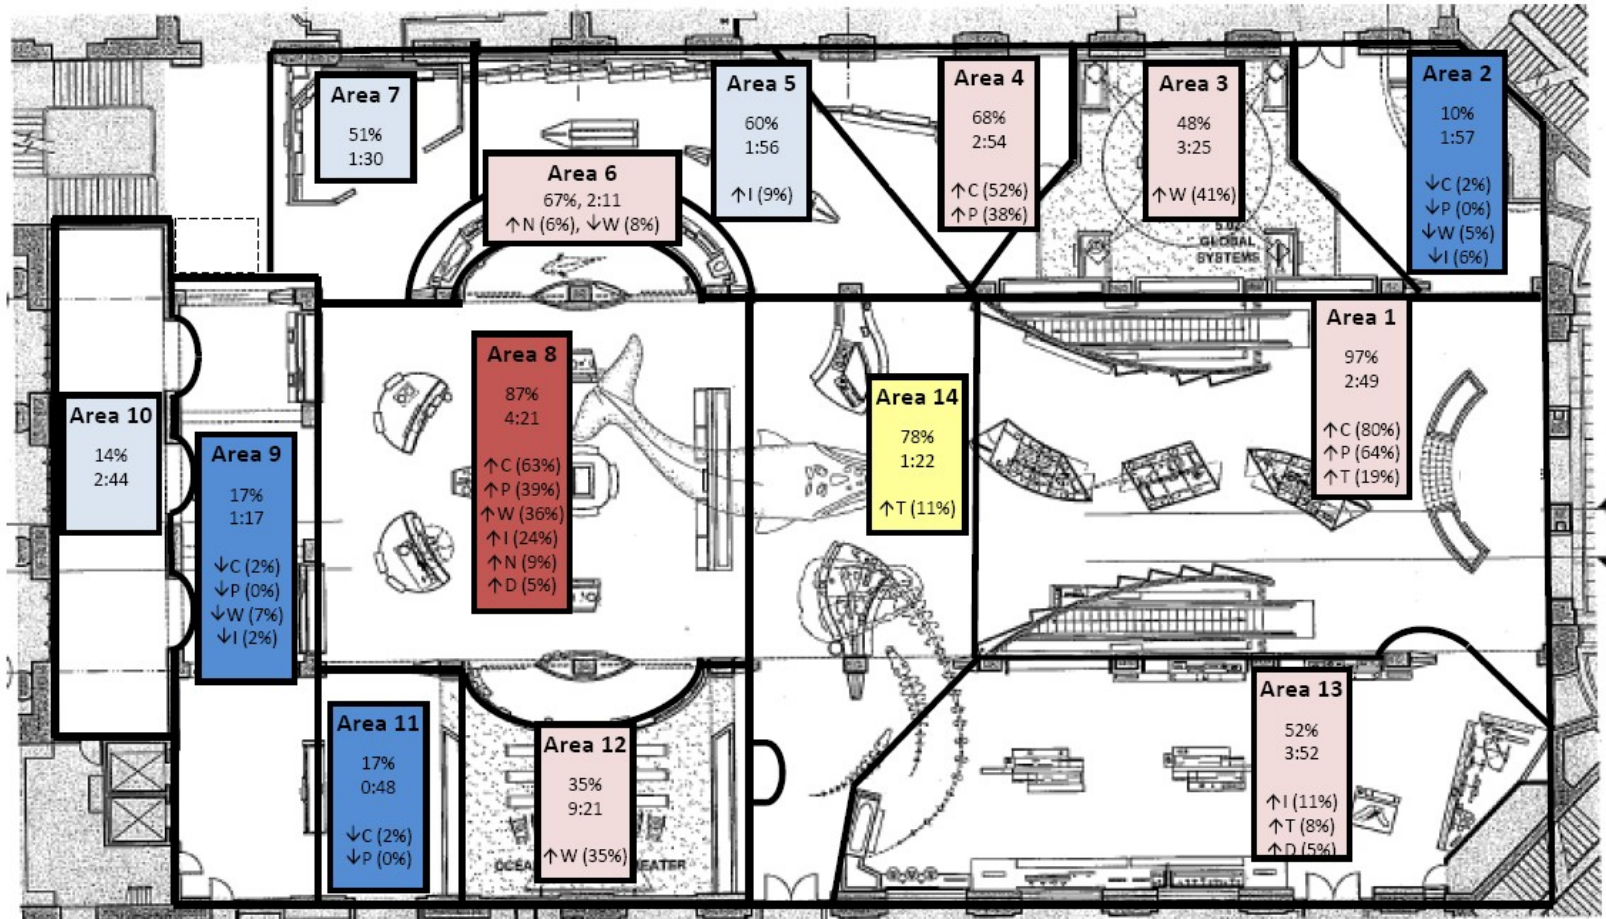 Area 7
51%
1:30
Area 6
67%, 2:11
↑N (6%), ↓W (8%)
Area 5
60%
1:56
↑I (9%)
Area 4
68%
2:54
↑C (52%)
↑P (38%)
Area 3
48%
3:25
↑W (41%)
GLOBAL
SYSTEMS
Area 2
10%
1:57
↓C (2%)
↓P (0%)
↓W (5%)
↓I (6%)
Area 10
14%
2:44
Area 9
17%
1:17
↓C (2%)
↓P (0%)
↓W (7%)
↓I (2%)
Area 8
87%
4:21
↑C (63%)
↑P (39%)
↑W (36%)
↑I (24%)
↑N (9%)
↑D (5%)
Area 14
78%
1:22
↑T (11%)
Area 1
97%
2:49
↑C (80%)
↑P (64%)
↑T (19%)
Area 11
17%
0:48
↓C (2%)
↓P (0%)
Area 12
35%
9:21
↑W (35%)
Area 13
52%
3:52
↑I (11%)
↑T (8%)
↑D (5%)